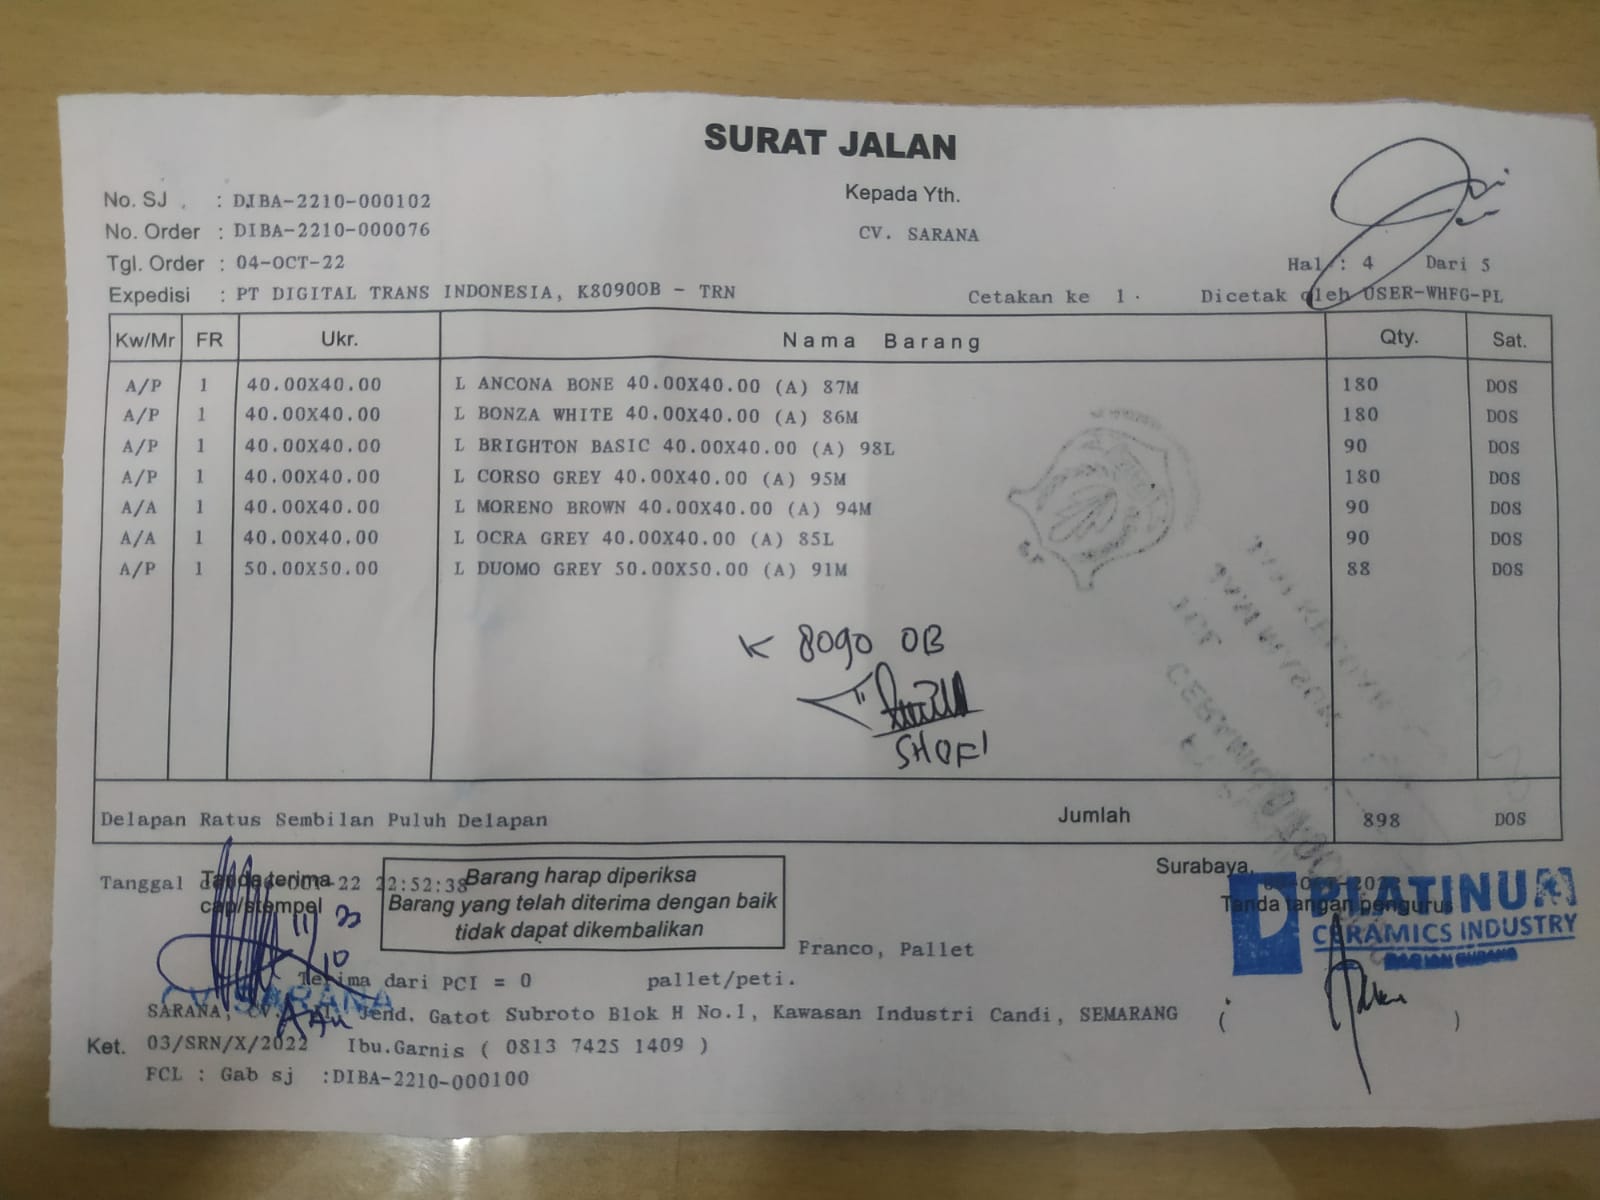 SURAT JALAN
No. SJ : DIBA-2210-000102
Kepada Yth.
No. Order : DIBA-2210-000076
CV. SARANA
Tgl. Order : 04-OCT-22
Hal : 4 Dari 5
Expedisi : PT DIGITAL TRANS INDONESIA, K8090OB - TRN
Cetakan ke 1. Dicetak oleh USER-WHFG-PL
Kw/Mr FR Ukr. Nama Barang Qty. Sat.
A/P 1 40.00X40.00 L ANCONA BONE 40.00X40.00 (A) 87M 180 DOS
A/P 1 40.00X40.00 L BONZA WHITE 40.00X40.00 (A) 86M 180 DOS
A/P 1 40.00X40.00 L BRIGHTON BASIC 40.00X40.00 (A) 98L 90 DOS
A/P 1 40.00X40.00 L CORSO GREY 40.00X40.00 (A) 95M 180 DOS
A/A 1 40.00X40.00 L MORENO BROWN 40.00X40.00 (A) 94M 90 DOS
A/A 1 40.00X40.00 L OCRA GREY 40.00X40.00 (A) 85L 90 DOS
A/P 1 50.00X50.00 L DUOMO GREY 50.00X50.00 (A) 91M 88 DOS
K 8090 OB
SHOFI
Delapan Ratus Sembilan Puluh Delapan Jumlah 898 DOS
Tanggal -22 22:52:38
Tanda terima
cap/stempel
Barang harap diperiksa
Barang yang telah diterima dengan baik
tidak dapat dikembalikan
Surabaya,
Tanda tangan pengurus
PLATINUM
CERAMICS INDUSTRY
BAGIAN GUDANG
Franco, Pallet
Terima dari PCI = 0 pallet/peti.
CV. SARANA
SARANA, CV. Jend. Gatot Subroto Blok H No.1, Kawasan Industri Candi, SEMARANG ( )
Ket. 03/SRN/X/2022 Ibu.Garnis ( 0813 7425 1409 )
FCL : Gab sj :DIBA-2210-000100